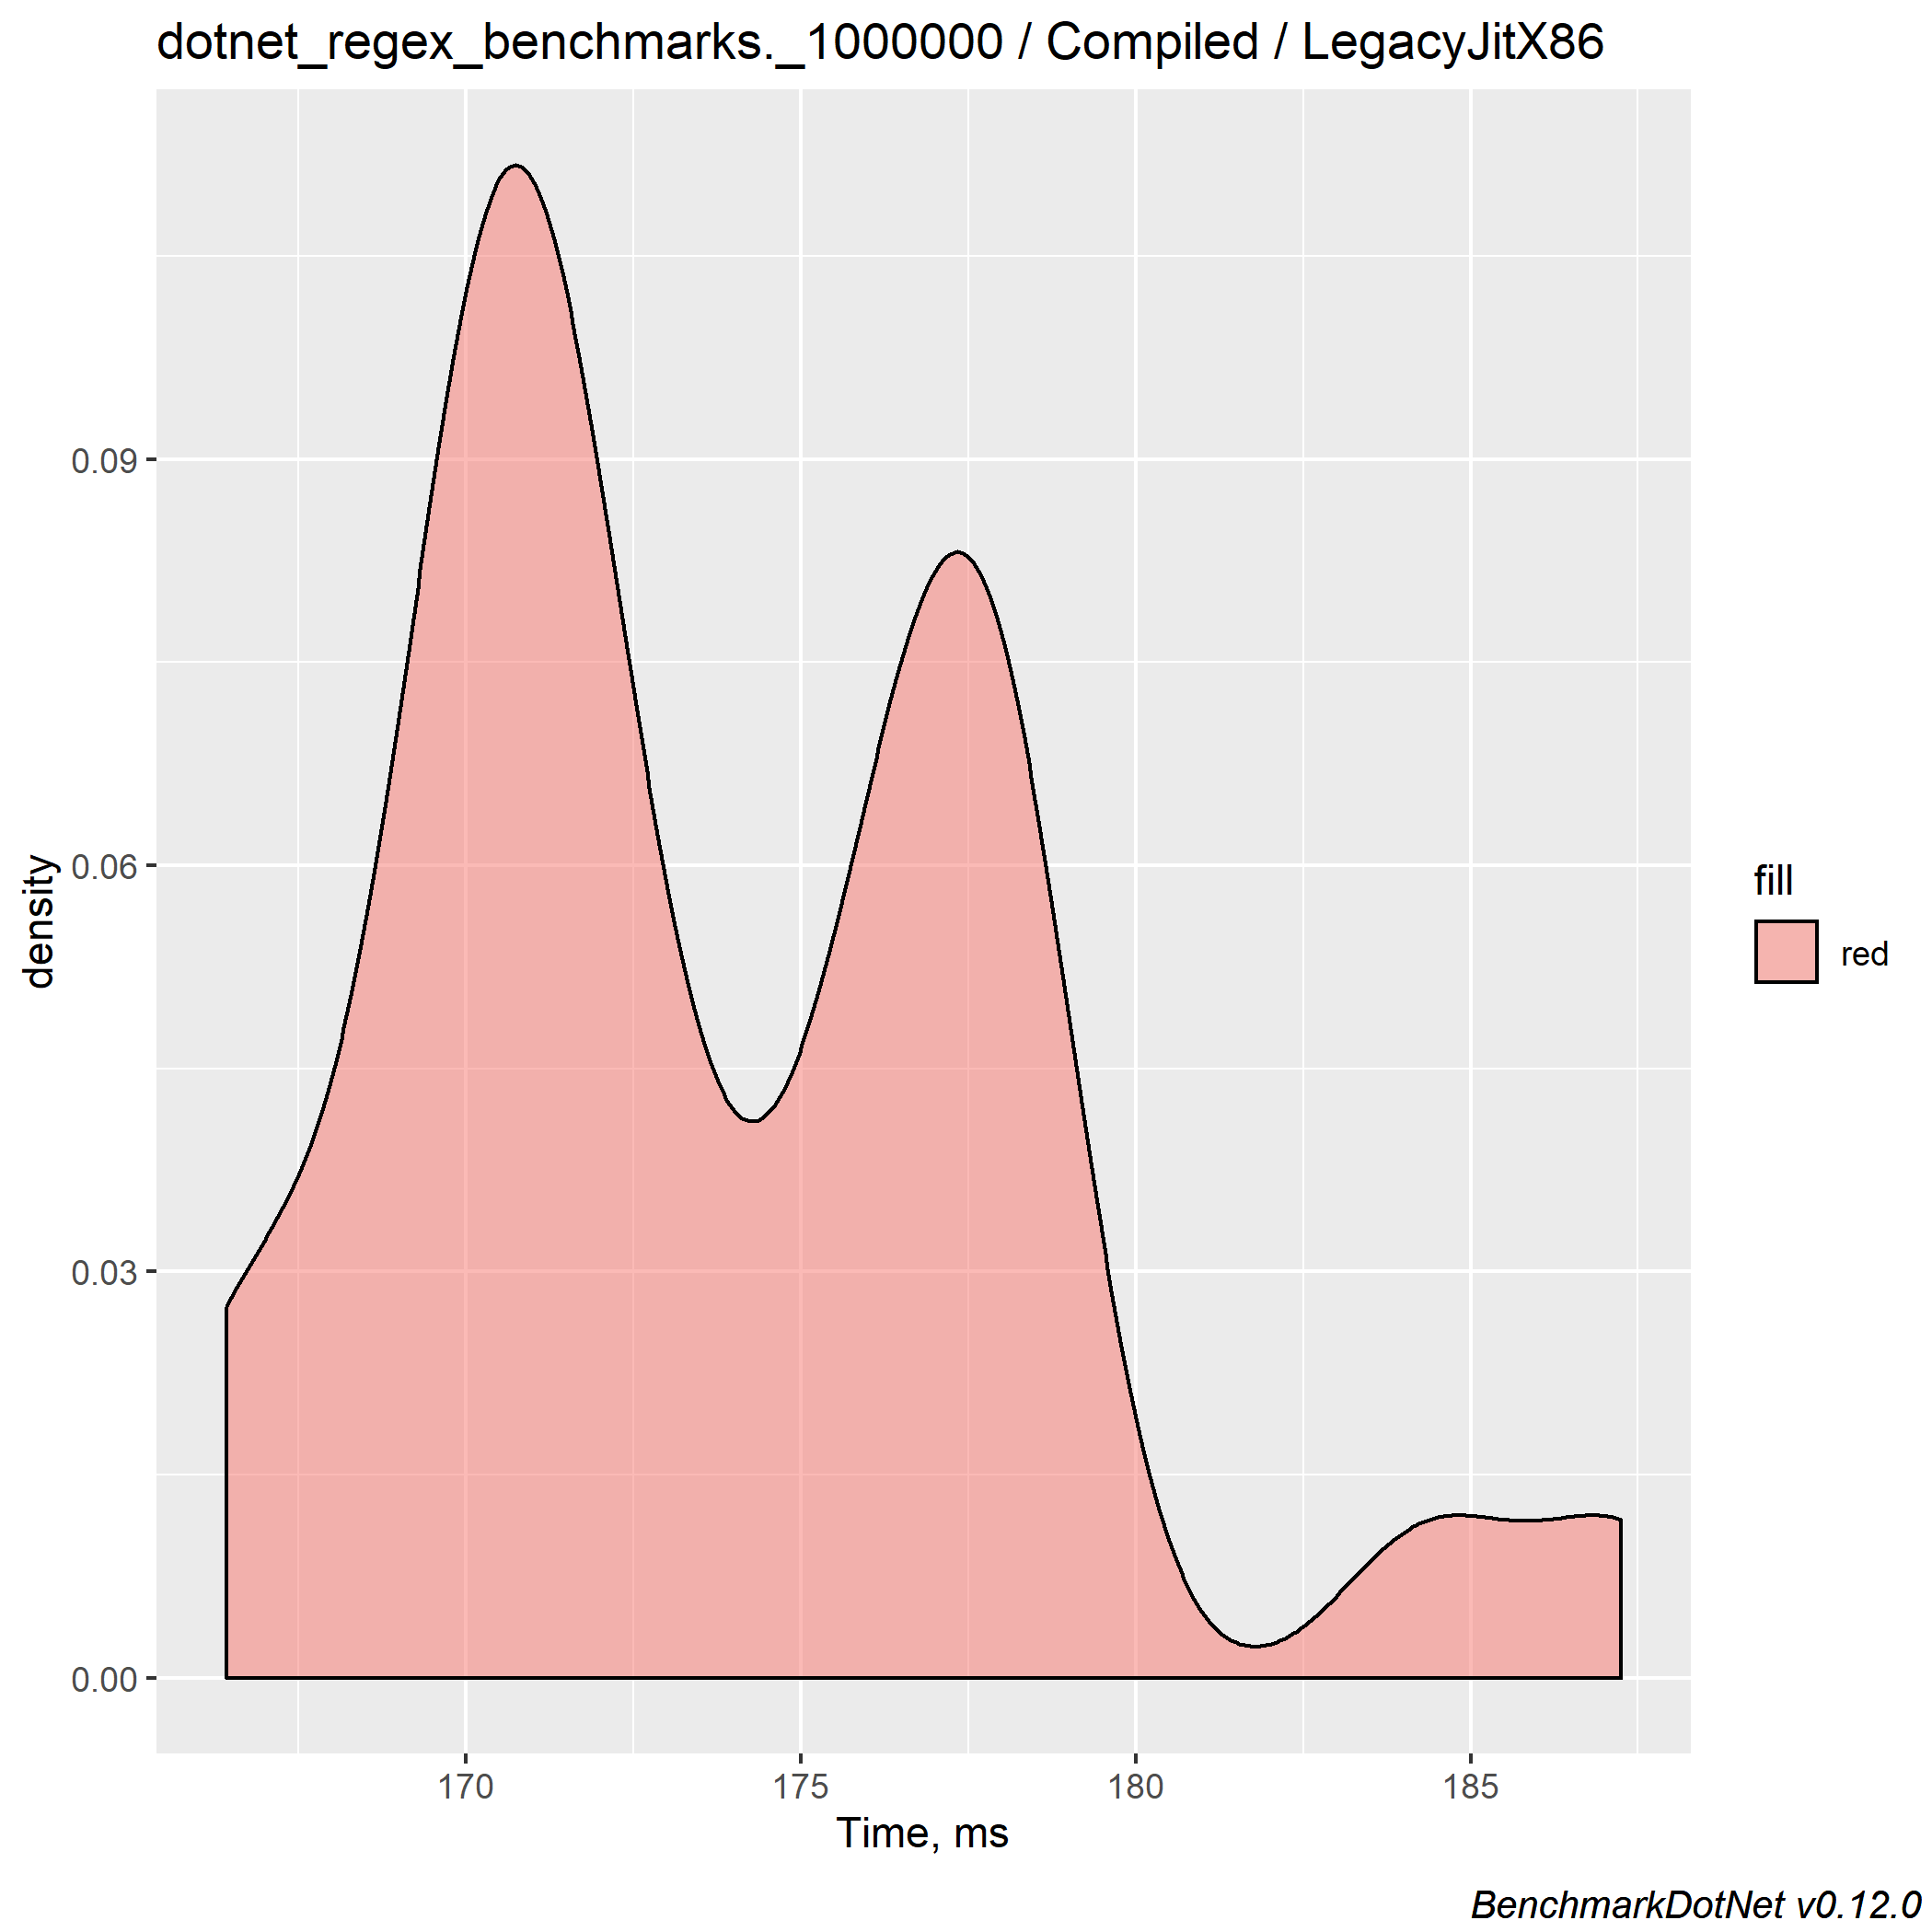 dotnet_regex_benchmarks._1000000 / Compiled / LegacyJitX86
density
0.09
0.06
0.03
0.00
170 175 180 185
Time, ms
fill
red
BenchmarkDotNet v0.12.0